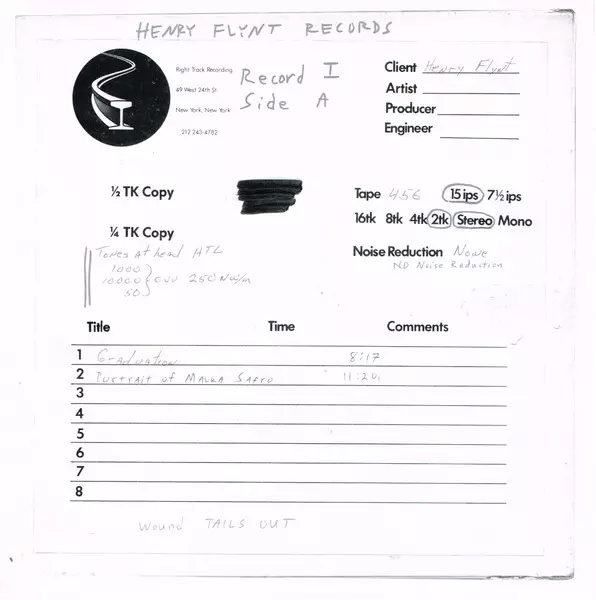 HENRY FLYNT RECORDS
Right Track Recording
49 West 24th St
New York, New York
212 243-4782
Record I
Side A
Client Henry Flynt
Artist
Producer
Engineer
½ TK Copy
¼ TK Copy
Tape 456 15 ips 7½ ips
16tk 8tk 4tk 2tk Stereo Mono
Noise Reduction None
NO Noise Reduction
Tones at head HTL
1000
10000 0VU 250 Nw/m
50
Title Time Comments
1 Graduation 8:17
2 Portrait of Malka Safro 11:20
3
4
5
6
7
8
Wound TAILS OUT